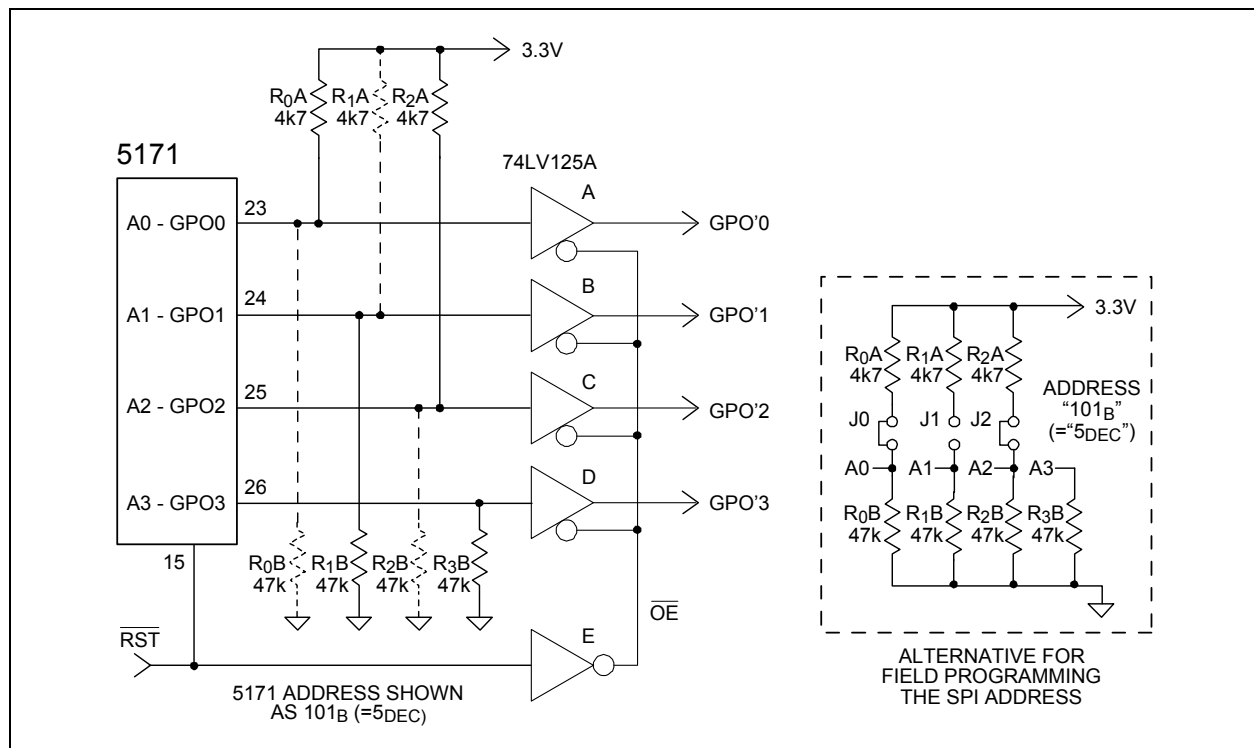 3.3V
R0A
4k7
R1A
4k7
R2A
4k7
5171
74LV125A
A0 - GPO0
23
A
GPO'0
A1 - GPO1
24
B
GPO'1
A2 - GPO2
25
C
GPO'2
A3 - GPO3
26
D
GPO'3
15
R0B
47k
R1B
47k
R2B
47k
R3B
47k
OE
RST
E
5171 ADDRESS SHOWN
AS 101B (=5DEC)
3.3V
R0A
4k7
R1A
4k7
R2A
4k7
ADDRESS
“101B”
(=“5DEC”)
J0
J1
J2
A0
A1
A2
A3
R0B
47k
R1B
47k
R2B
47k
R3B
47k
ALTERNATIVE FOR
FIELD PROGRAMMING
THE SPI ADDRESS